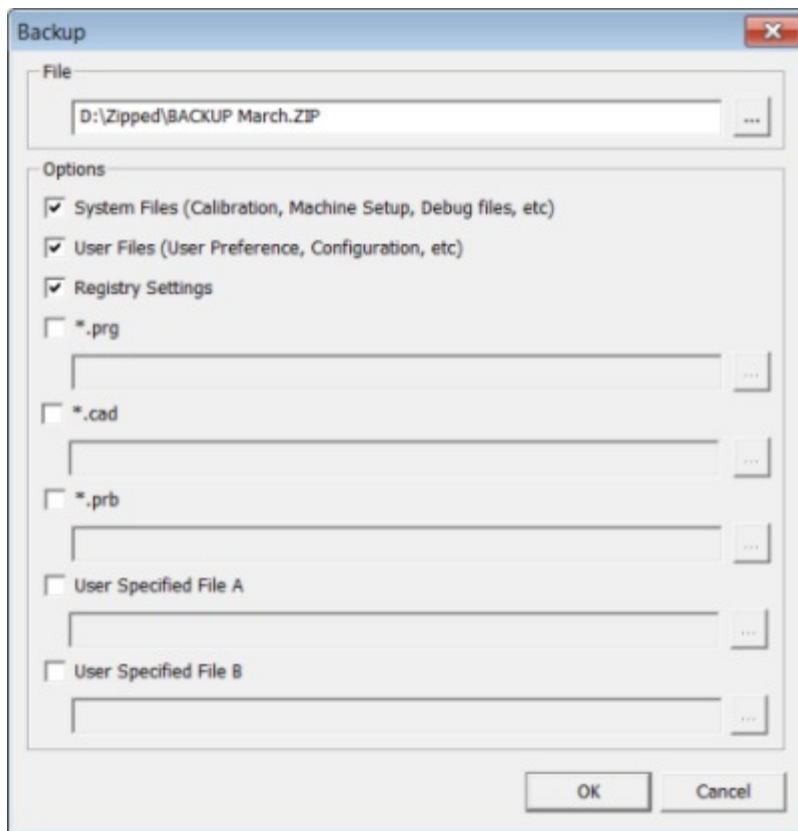 Backup
File
D:\Zipped\BACKUP March.ZIP
...
Options
System Files (Calibration, Machine Setup, Debug files, etc)
User Files (User Preference, Configuration, etc)
Registry Settings
*.prg
...
*.cad
...
*.prb
...
User Specified File A
...
User Specified File B
...
OK Cancel